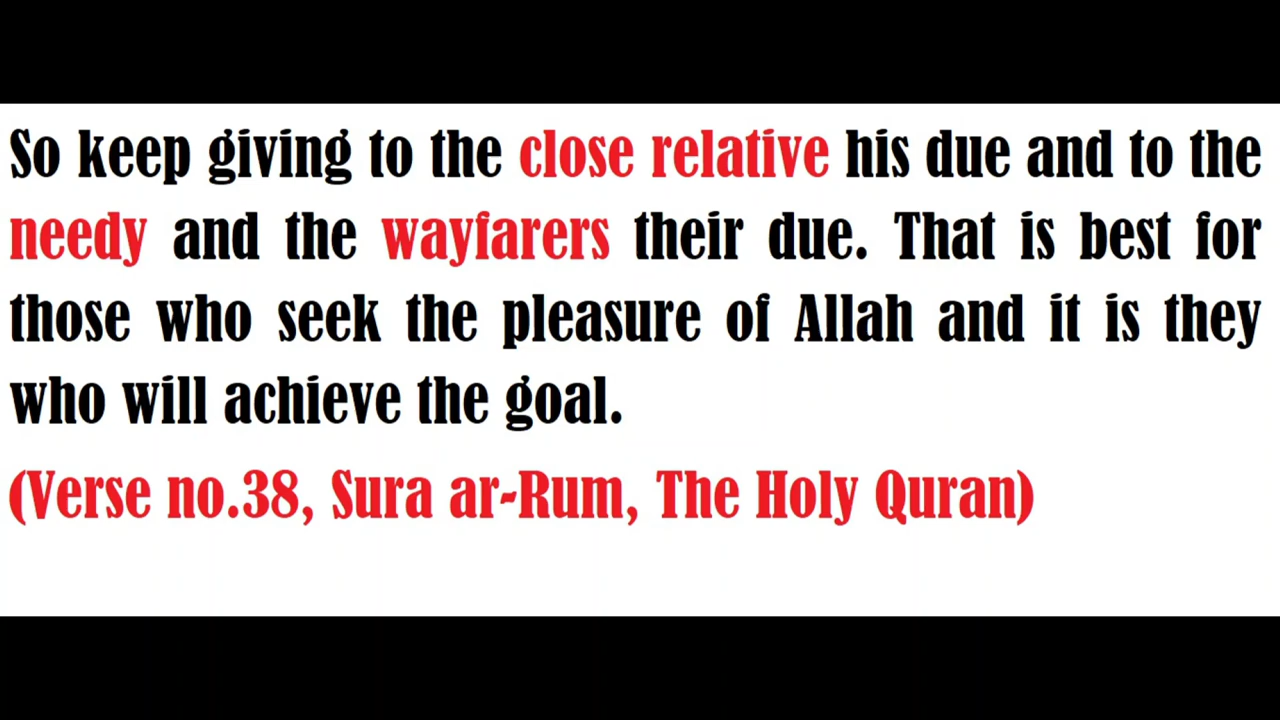 So keep giving to the close relative his due and to the
needy and the wayfarers their due. That is best for
those who seek the pleasure of Allah and it is they
who will achieve the goal.
(Verse no.38, Sura ar-Rum, The Holy Quran)